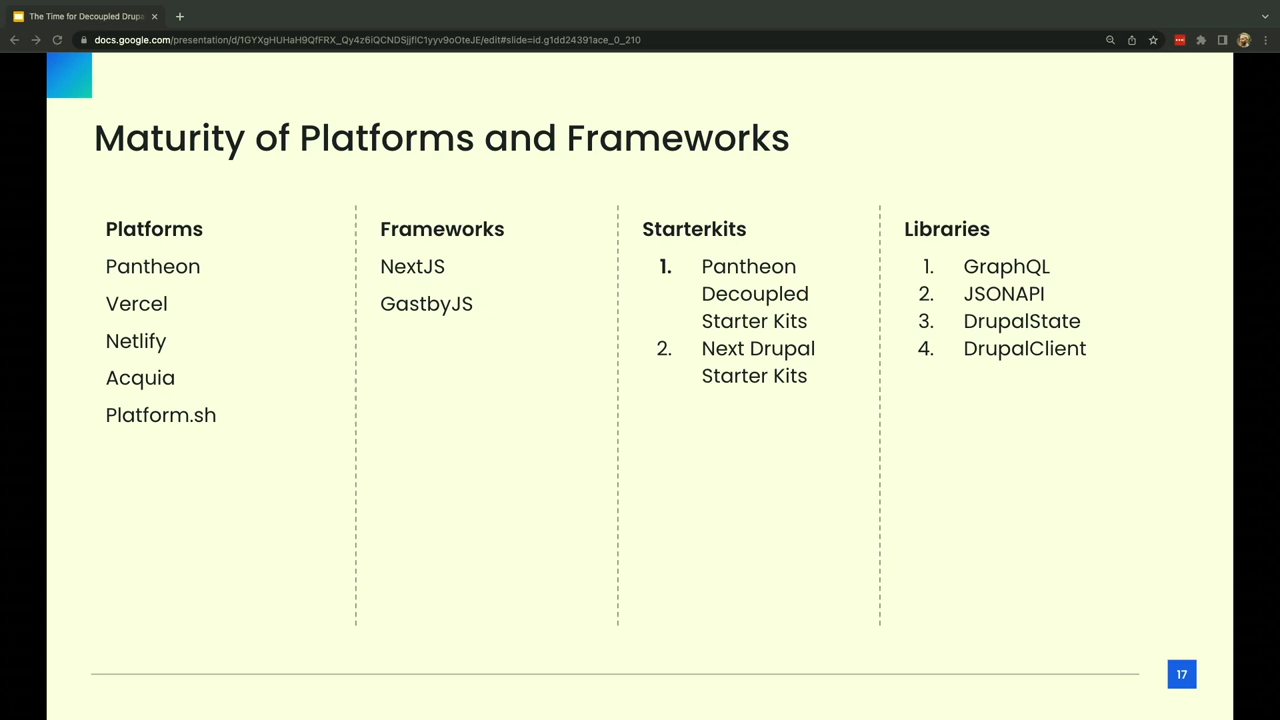 The Time for Decoupled Drupa
docs.google.com/presentation/d/1GYXgHUHaH9QfFRX_Qy4z6iQCNDSjjflC1yyv9oOteJE/edit#slide=id.g1dd24391ace_0_210
Maturity of Platforms and Frameworks
Platforms
Pantheon
Vercel
Netlify
Acquia
Platform.sh
Frameworks
NextJS
GastbyJS
Starterkits
1. Pantheon
Decoupled
Starter Kits
2. Next Drupal
Starter Kits
Libraries
1. GraphQL
2. JSONAPI
3. DrupalState
4. DrupalClient
17